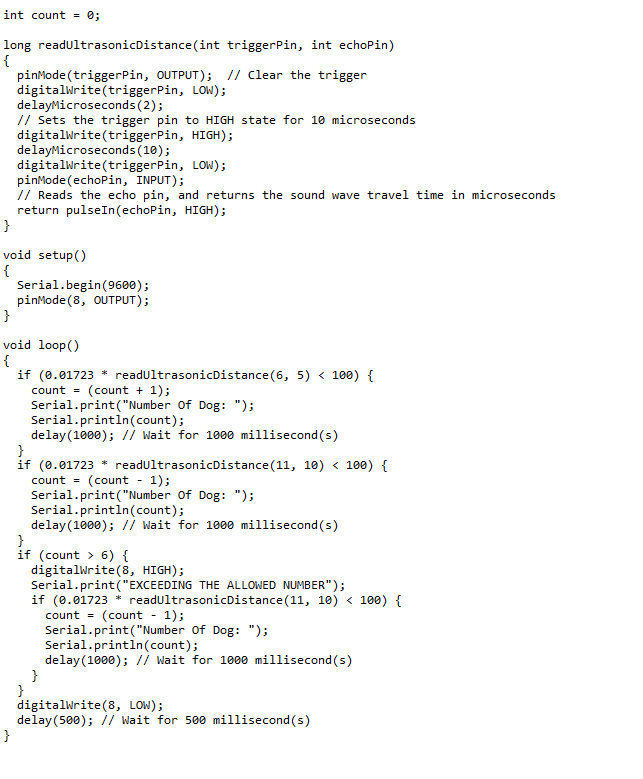 int count = 0;

long readUltrasonicDistance(int triggerPin, int echoPin)
{
  pinMode(triggerPin, OUTPUT);  // Clear the trigger
  digitalWrite(triggerPin, LOW);
  delayMicroseconds(2);
  // Sets the trigger pin to HIGH state for 10 microseconds
  digitalWrite(triggerPin, HIGH);
  delayMicroseconds(10);
  digitalWrite(triggerPin, LOW);
  pinMode(echoPin, INPUT);
  // Reads the echo pin, and returns the sound wave travel time in microseconds
  return pulseIn(echoPin, HIGH);
}

void setup()
{
  Serial.begin(9600);
  pinMode(8, OUTPUT);
}

void loop()
{
  if (0.01723 * readUltrasonicDistance(6, 5) < 100) {
    count = (count + 1);
    Serial.print("Number Of Dog: ");
    Serial.println(count);
    delay(1000); // Wait for 1000 millisecond(s)
  }
  if (0.01723 * readUltrasonicDistance(11, 10) < 100) {
    count = (count - 1);
    Serial.print("Number Of Dog: ");
    Serial.println(count);
    delay(1000); // Wait for 1000 millisecond(s)
  }
  if (count > 6) {
    digitalWrite(8, HIGH);
    Serial.print("EXCEEDING THE ALLOWED NUMBER");
    if (0.01723 * readUltrasonicDistance(11, 10) < 100) {
      count = (count - 1);
      Serial.print("Number Of Dog: ");
      Serial.println(count);
      delay(1000); // Wait for 1000 millisecond(s)
    }
  }
  digitalWrite(8, LOW);
  delay(500); // Wait for 500 millisecond(s)
}